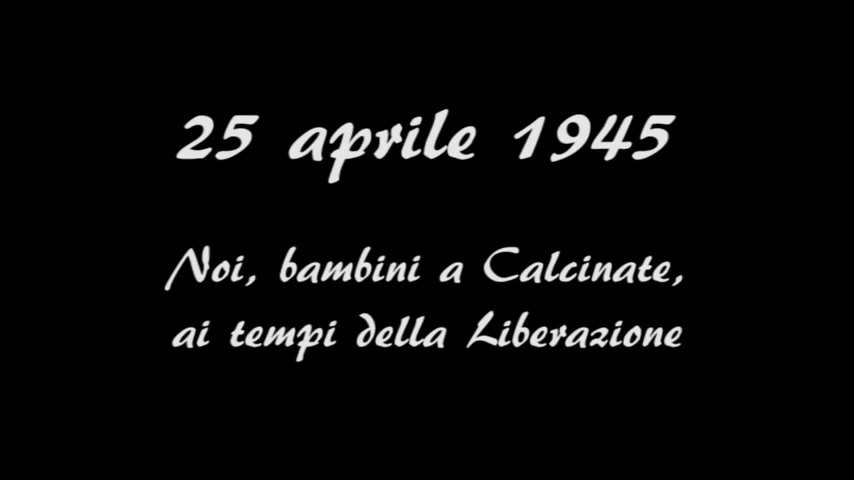 25 aprile 1945
Noi, bambini a Calcinate,
ai tempi della Liberazione